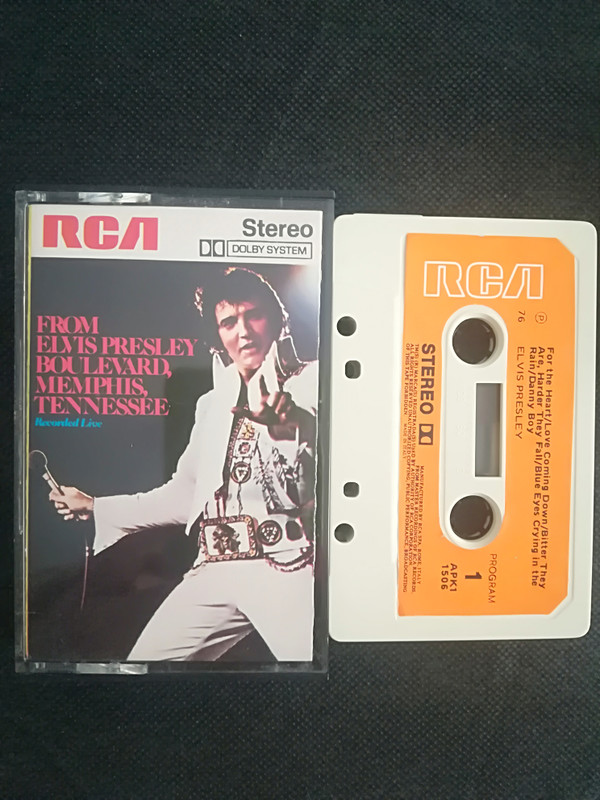 RCA
Stereo
DOLBY SYSTEM
FROM
ELVIS PRESLEY
BOULEVARD,
MEMPHIS,
TENNESSEE
Recorded Live
RCA
℗
76
For the Heart/Love Coming Down/Bitter They
Are, Harder They Fall/Blue Eyes Crying in the
Rain/Danny Boy
ELVIS PRESLEY
STEREO
PROGRAM
1
APK1
1506